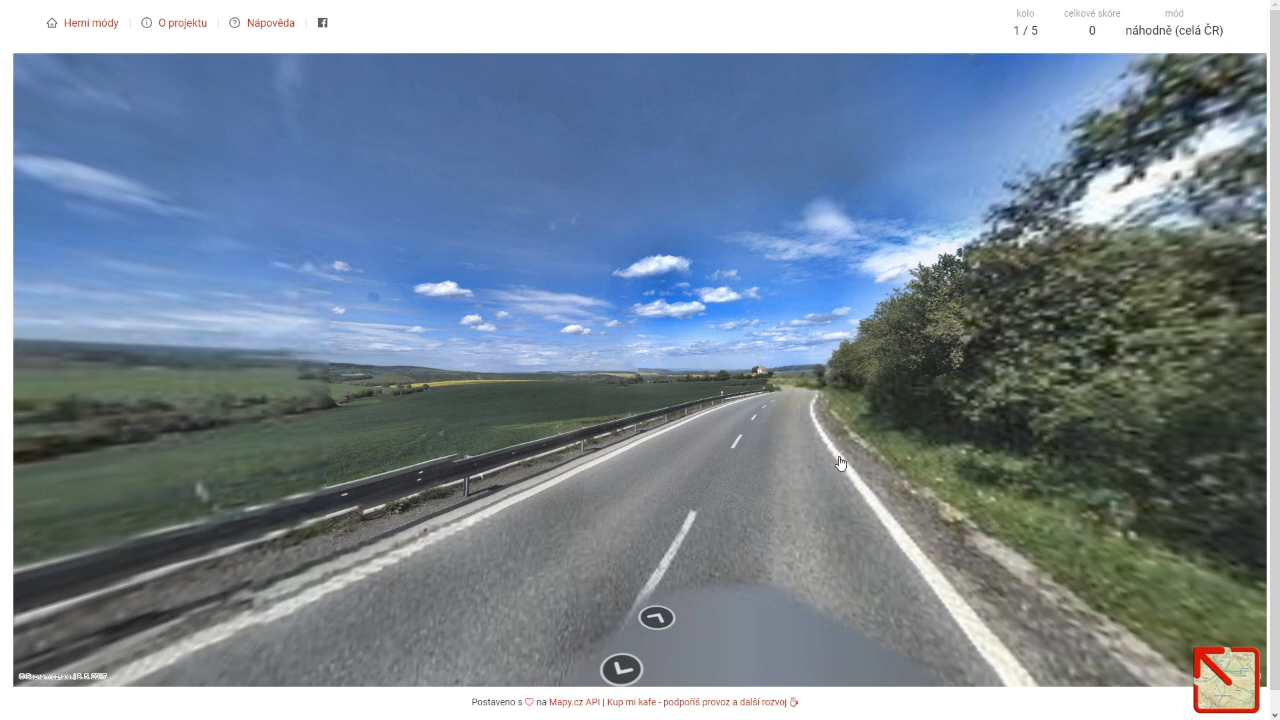 Herní módy | O projektu | Nápověda |
kolo celkové skóre mód
1 / 5 0 náhodně (celá ČR)
Postaveno s na Mapy.cz API | Kup mi kafe - podpoříš provoz a další rozvoj